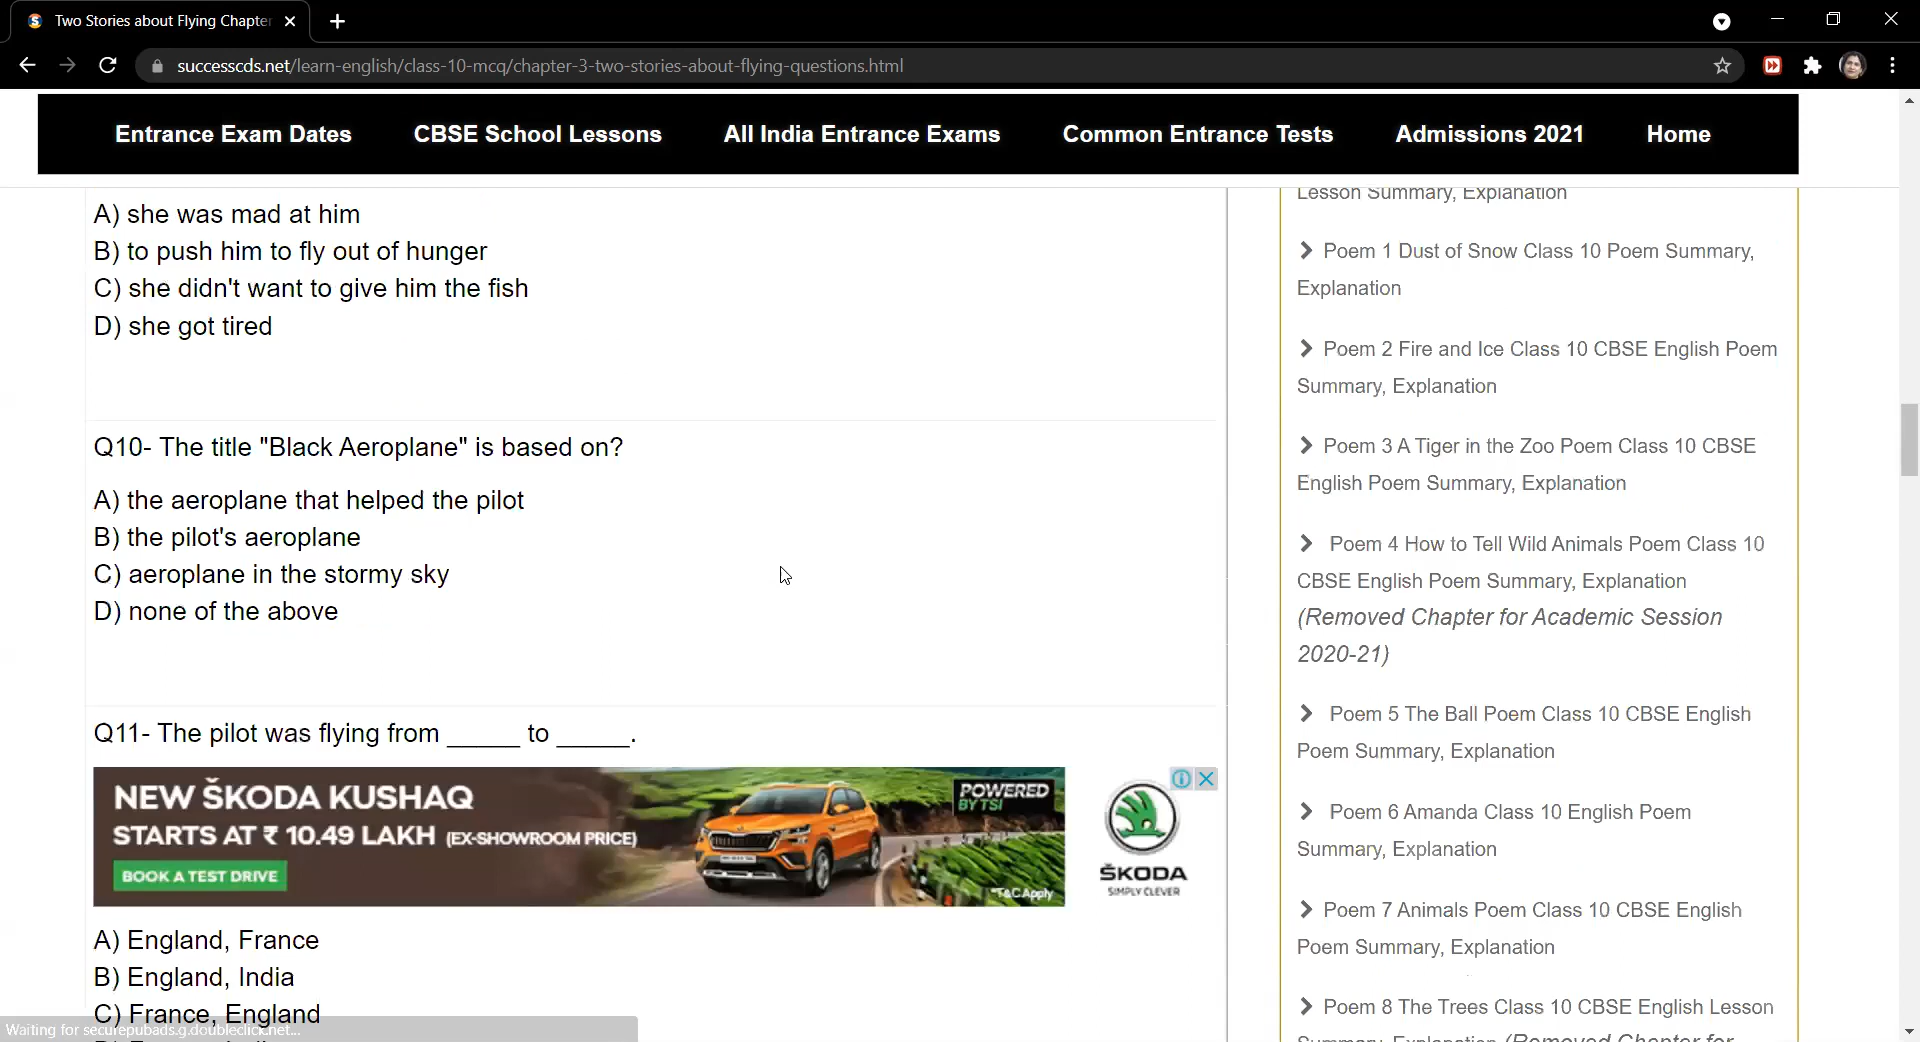 Two Stories about Flying Chapter
successcds.net/learn-english/class-10-mcq/chapter-3-two-stories-about-flying-questions.html
Entrance Exam Dates CBSE School Lessons All India Entrance Exams Common Entrance Tests Admissions 2021 Home
A) she was mad at him
B) to push him to fly out of hunger
C) she didn't want to give him the fish
D) she got tired
Q10- The title "Black Aeroplane" is based on?
A) the aeroplane that helped the pilot
B) the pilot's aeroplane
C) aeroplane in the stormy sky
D) none of the above
Q11- The pilot was flying from _____ to _____.
NEW ŠKODA KUSHAQ
STARTS AT ₹ 10.49 LAKH (EX-SHOWROOM PRICE)
BOOK A TEST DRIVE
POWERED
BY TSI
*T&C Apply
ŠKODA
SIMPLY CLEVER
A) England, France
B) England, India
C) France, England
Waiting for securepubads.g.doubleclick.net...
Lesson Summary, Explanation
Poem 1 Dust of Snow Class 10 Poem Summary,
Explanation
Poem 2 Fire and Ice Class 10 CBSE English Poem
Summary, Explanation
Poem 3 A Tiger in the Zoo Poem Class 10 CBSE
English Poem Summary, Explanation
Poem 4 How to Tell Wild Animals Poem Class 10
CBSE English Poem Summary, Explanation
(Removed Chapter for Academic Session
2020-21)
Poem 5 The Ball Poem Class 10 CBSE English
Poem Summary, Explanation
Poem 6 Amanda Class 10 English Poem
Summary, Explanation
Poem 7 Animals Poem Class 10 CBSE English
Poem Summary, Explanation
Poem 8 The Trees Class 10 CBSE English Lesson
Summary, Explanation (Removed Chapter for